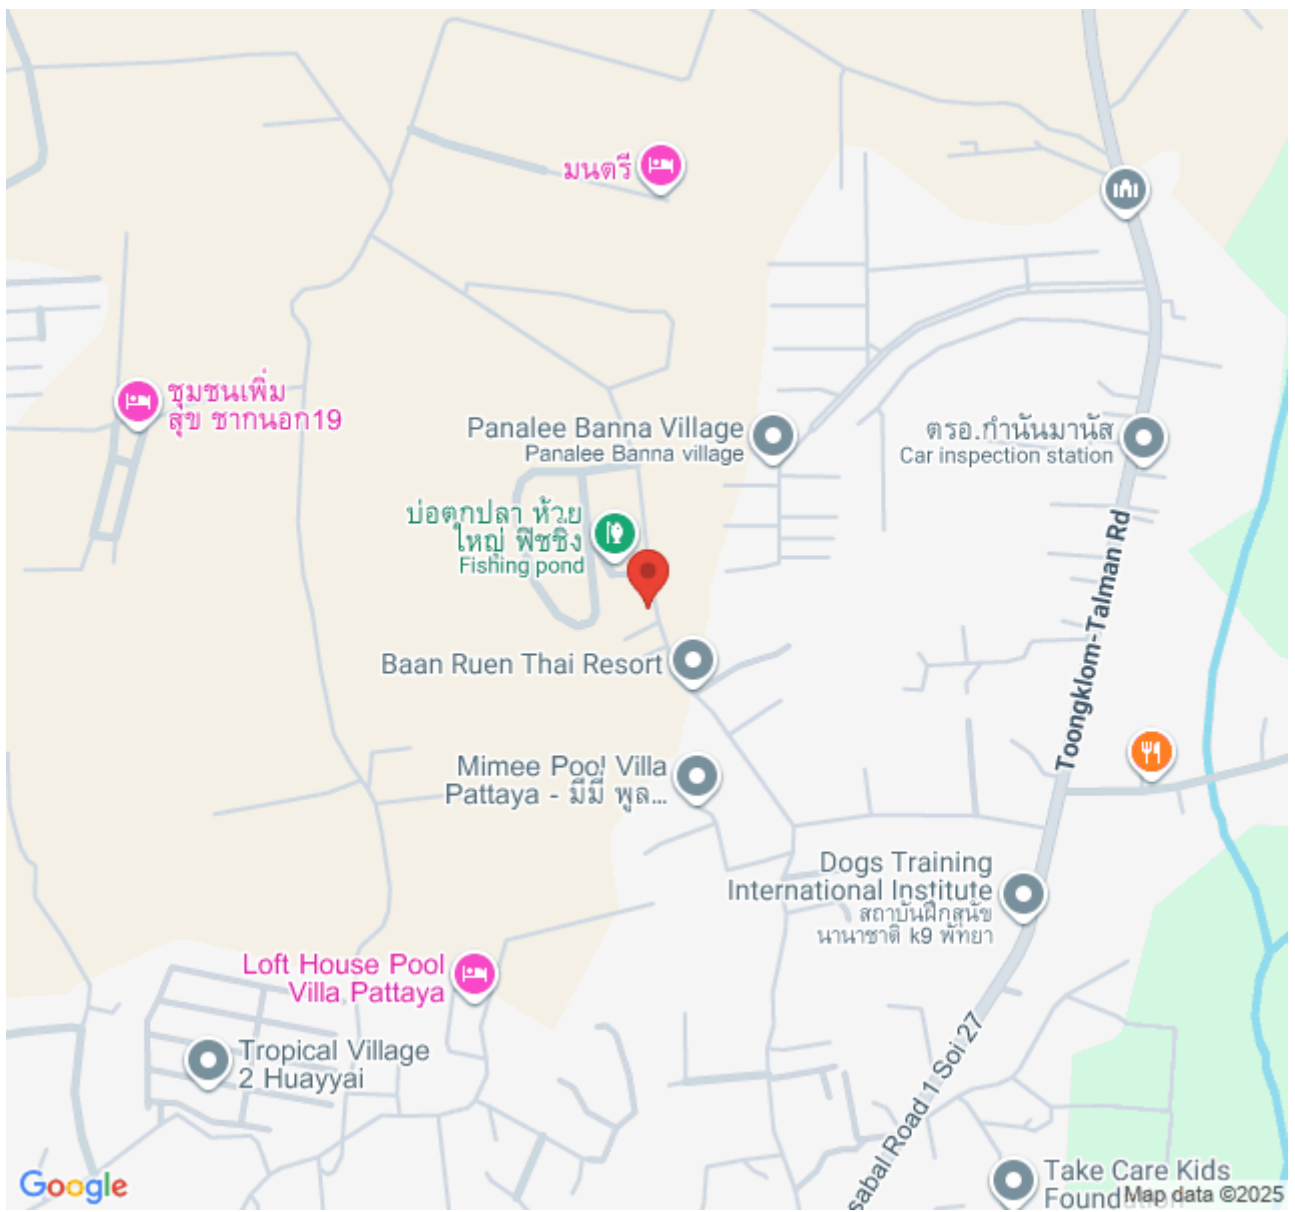 มนตรี
ชุมชนเพิ่ม
สุข ซากนอก19
Panalee Banna Village
Panalee Banna village
ตรอ.กำนันมานัส
Car inspection station
บ่อตกปลา ห้วย
ใหญ่ ฟิชชิ่ง
Fishing pond
Toongklom-Talman Rd
Baan Ruen Thai Resort
Mimee Pool Villa
Pattaya - มีมี่ พูล...
Dogs Training
International Institute
สถาบันฝึกสุนัข
นานาชาติ k9 พัทยา
Loft House Pool
Villa Pattaya
Tropical Village
2 Huayyai
sabal Road 1 Soi 27
Take Care Kids
Foundation
Google
Map data ©2025